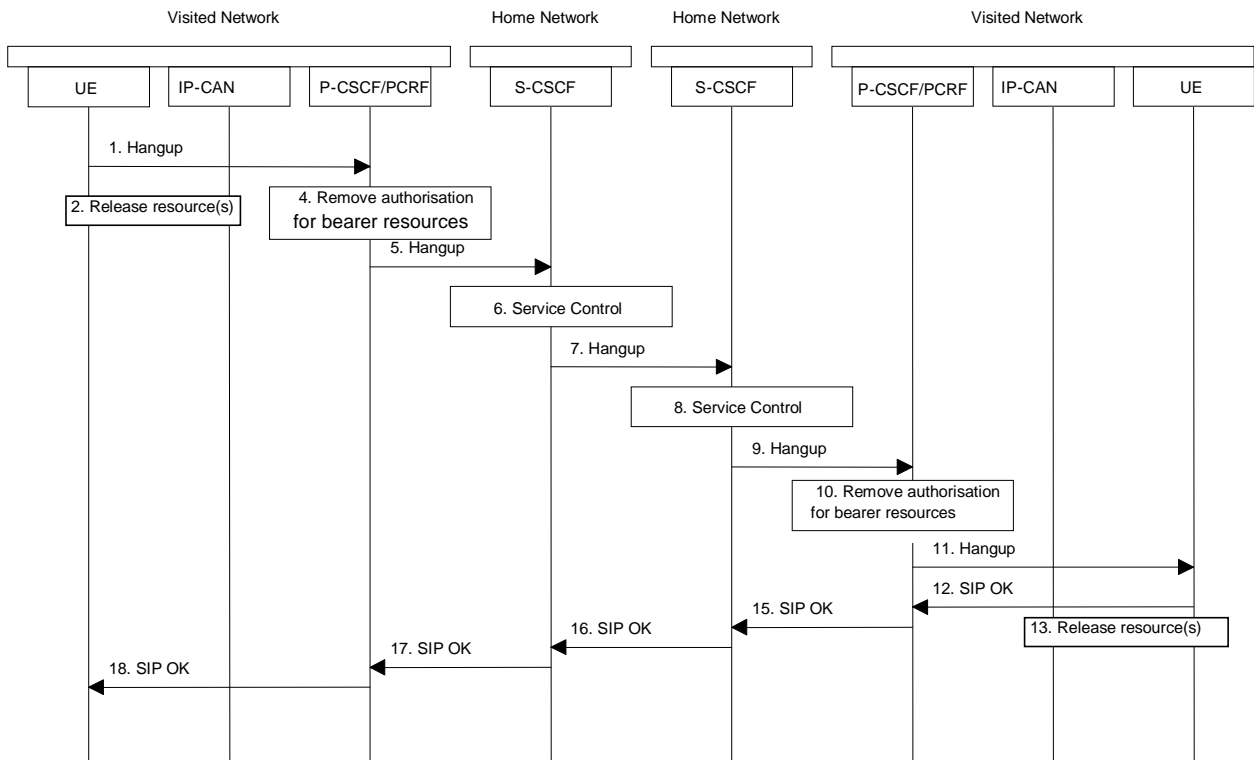 Visited Network
Home Network
Home Network
Visited Network
UE
IP-CAN
P-CSCF/PCRF
S-CSCF
S-CSCF
P-CSCF/PCRF
IP-CAN
UE
1. Hangup
2. Release resource(s)
4. Remove authorisation
for bearer resources
5. Hangup
6. Service Control
7. Hangup
8. Service Control
9. Hangup
10. Remove authorisation
for bearer resources
11. Hangup
12. SIP OK
13. Release resource(s)
15. SIP OK
16. SIP OK
17. SIP OK
18. SIP OK